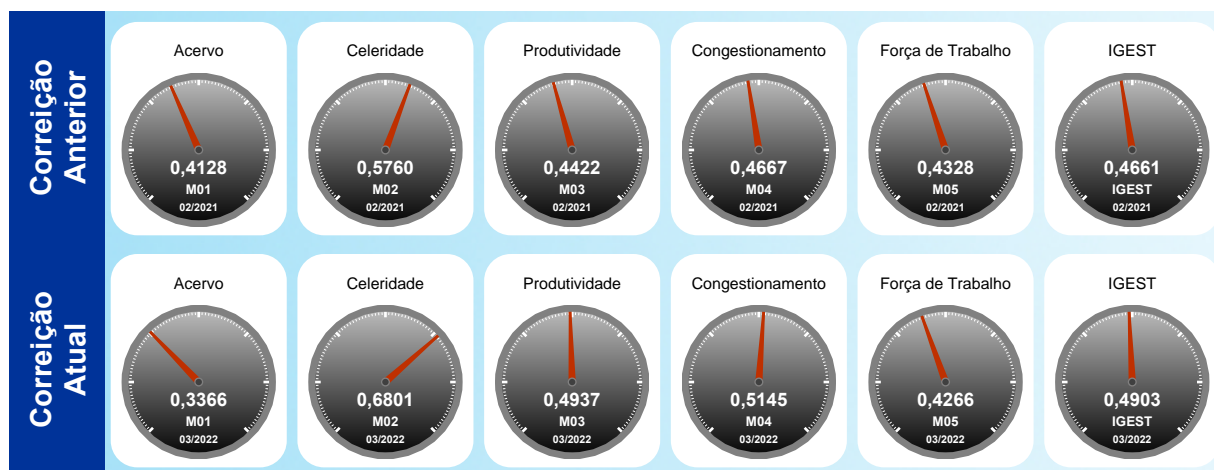 Correição
Anterior
Acervo
0,4128
M01
02/2021
Celeridade
0,5760
M02
02/2021
Produtividade
0,4422
M03
02/2021
Congestionamento
0,4667
M04
02/2021
Força de Trabalho
0,4328
M05
02/2021
IGEST
0,4661
IGEST
02/2021
Correição
Atual
Acervo
0,3366
M01
03/2022
Celeridade
0,6801
M02
03/2022
Produtividade
0,4937
M03
03/2022
Congestionamento
0,5145
M04
03/2022
Força de Trabalho
0,4266
M05
03/2022
IGEST
0,4903
IGEST
03/2022